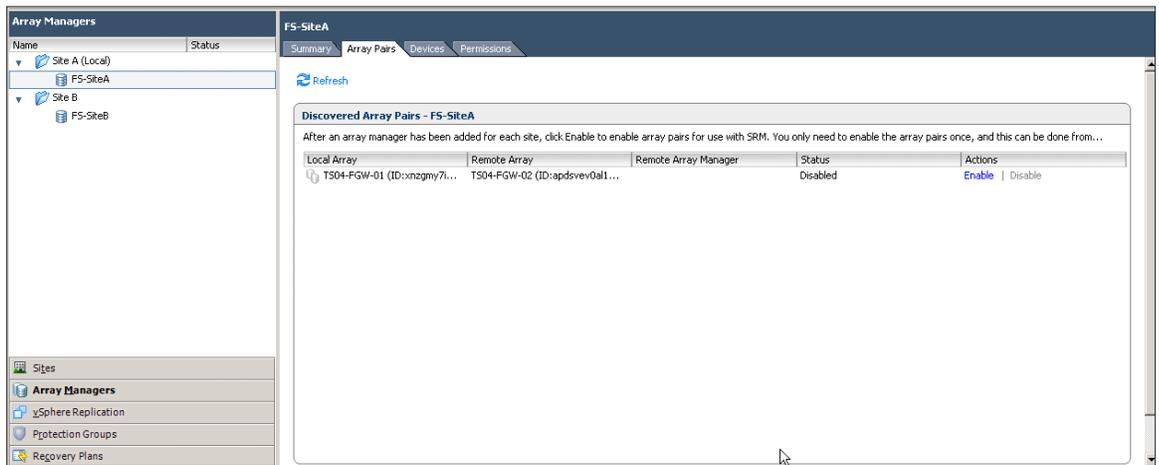 Array Managers
Name Status
Site A (Local)
FS-SiteA
Site B
FS-SiteB
Sites
Array Managers
vSphere Replication
Protection Groups
Recovery Plans
FS-SiteA
Summary Array Pairs Devices Permissions
Refresh
Discovered Array Pairs - FS-SiteA
After an array manager has been added for each site, click Enable to enable array pairs for use with SRM. You only need to enable the array pairs once, and this can be done from...
Local Array Remote Array Remote Array Manager Status Actions
TS04-FGW-01 (ID:xnzgmy7i... TS04-FGW-02 (ID:apdsvev0al1... Disabled Enable | Disable